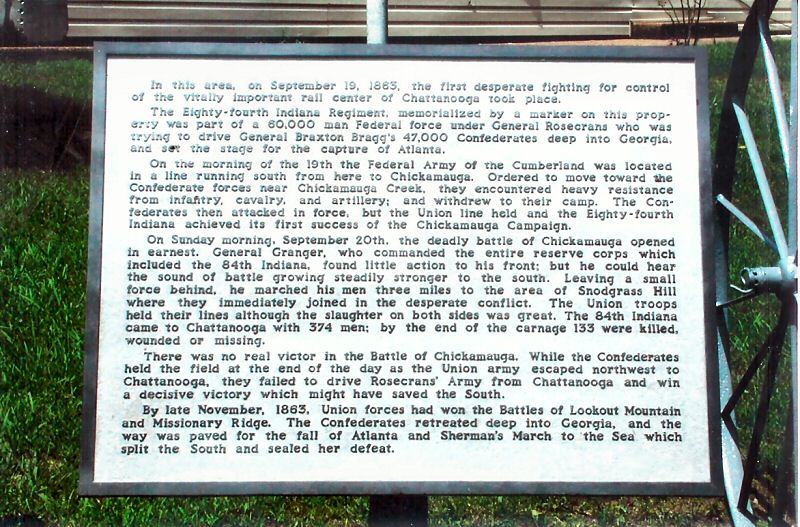 In this area, on September 19, 1863, the first desperate fighting for control
of the vitally important rail center of Chattanooga took place.
The Eighty-fourth Indiana Regiment, memorialized by a marker on this prop-
erty was part of a 60,000 man Federal force under General Rosecrans who was
trying to drive General Braxton Bragg's 47,000 Confederates deep into Georgia,
and set the stage for the capture of Atlanta.
On the morning of the 19th the Federal Army of the Cumberland was located
in a line running south from here to Chickamauga. Ordered to move toward the
Confederate forces near Chickamauga Creek, they encountered heavy resistance
from infantry, cavalry, and artillery; and withdrew to their camp. The Con-
federates then attacked in force, but the Union line held and the Eighty-fourth
Indiana achieved its first success of the Chickamauga Campaign.
On Sunday morning, September 20th, the deadly battle of Chickamauga opened
in earnest. General Granger, who commanded the entire reserve corps which
included the 84th Indiana, found little action to his front; but he could hear
the sound of battle growing steadily stronger to the south. Leaving a small
force behind, he marched his men three miles to the area of Snodgrass Hill
where they immediately joined in the desperate conflict. The Union troops
held their lines although the slaughter on both sides was great. The 84th Indiana
came to Chattanooga with 374 men; by the end of the carnage 133 were killed,
wounded or missing.
There was no real victor in the Battle of Chickamauga. While the Confederates
held the field at the end of the day as the Union army escaped northwest to
Chattanooga, they failed to drive Rosecrans' Army from Chattanooga and win
a decisive victory which might have saved the South.
By late November, 1863, Union forces had won the Battles of Lookout Mountain
and Missionary Ridge. The Confederates retreated deep into Georgia, and the
way was paved for the fall of Atlanta and Sherman's March to the Sea which
split the South and sealed her defeat.